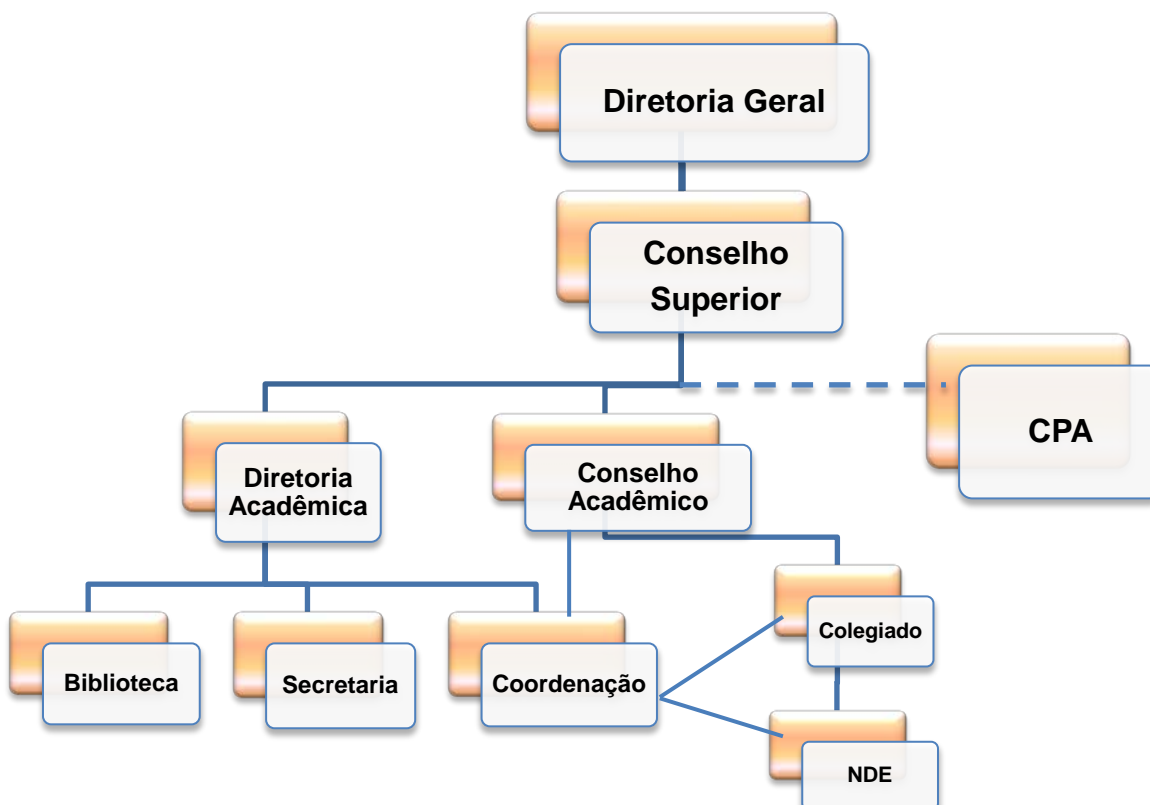 Diretoria Geral
Conselho
Superior
CPA
Diretoria
Acadêmica
Conselho
Acadêmico
Biblioteca
Secretaria
Coordenação
Colegiado
NDE